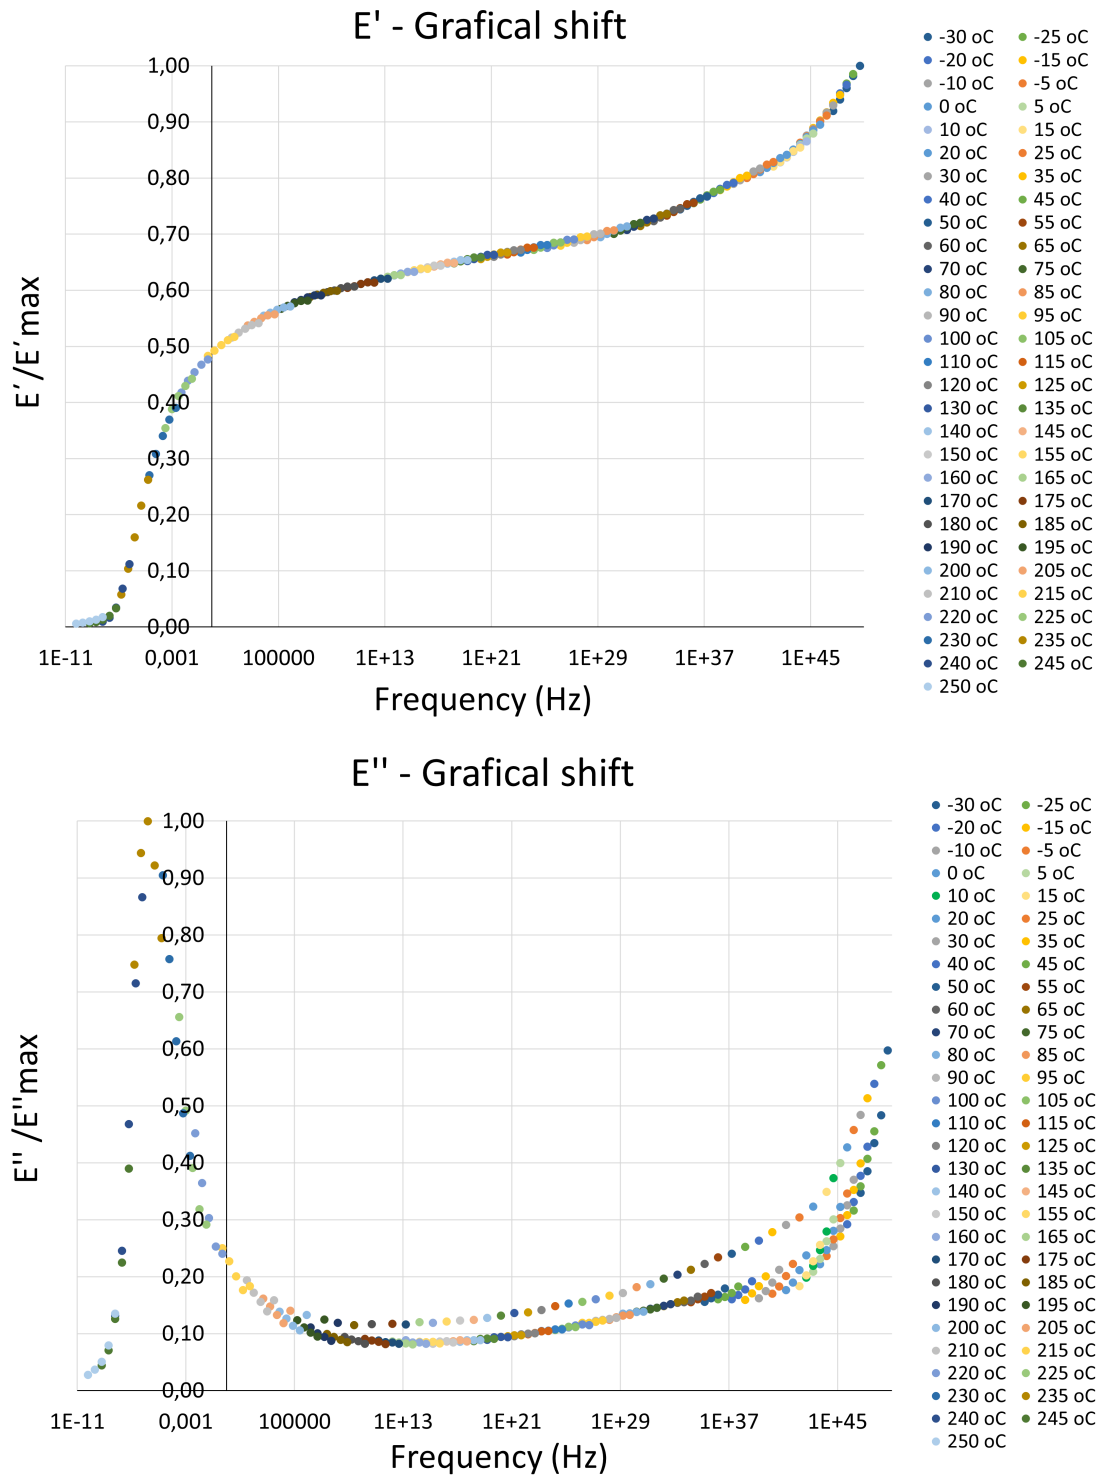 E' - Grafical shift
-30 oC -25 oC
1,00
-20 oC -15 oC
-10 oC -5 oC
0 oC 5 oC
0,90
10 oC 15 oC
20 oC 25 oC
0,80
30 oC 35 oC
40 oC 45 oC
0,70
50 oC 55 oC
60 oC 65 oC
0,60
70 oC 75 oC
80 oC 85 oC
0,50
90 oC 95 oC
100 oC 105 oC
110 oC 115 oC
0,40
120 oC 125 oC
130 oC 135 oC
0,30
140 oC 145 oC
150 oC 155 oC
0,20
160 oC 165 oC
170 oC 175 oC
0,10
180 oC 185 oC
190 oC 195 oC
0,00
200 oC 205 oC
210 oC 215 oC
220 oC 225 oC
230 oC 235 oC
240 oC 245 oC
250 oC
E´/E´max
1E-11 0,001 100000 1E+13 1E+21 1E+29 1E+37 1E+45
Frequency (Hz)
E'' - Grafical shift
-30 oC -25 oC
1,00
-20 oC -15 oC
-10 oC -5 oC
0,90
0 oC 5 oC
10 oC 15 oC
0,80
20 oC 25 oC
30 oC 35 oC
0,70
40 oC 45 oC
50 oC 55 oC
0,60
60 oC 65 oC
70 oC 75 oC
0,50
80 oC 85 oC
90 oC 95 oC
0,40
100 oC 105 oC
110 oC 115 oC
0,30
120 oC 125 oC
130 oC 135 oC
0,20
140 oC 145 oC
150 oC 155 oC
0,10
160 oC 165 oC
170 oC 175 oC
0,00
180 oC 185 oC
190 oC 195 oC
200 oC 205 oC
210 oC 215 oC
220 oC 225 oC
230 oC 235 oC
240 oC 245 oC
250 oC
E'' /E''max
1E-11 0,001 100000 1E+13 1E+21 1E+29 1E+37 1E+45
Frequency (Hz)